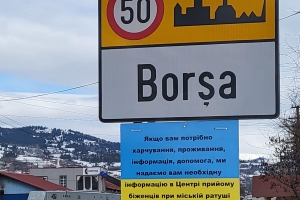 50
Borşa
Якщо вам потрібно
харчування, проживання,
інформація, допомога, ми
надаємо вам необхідну
інформацію в Центрі прийому
біженців при міській ратуші